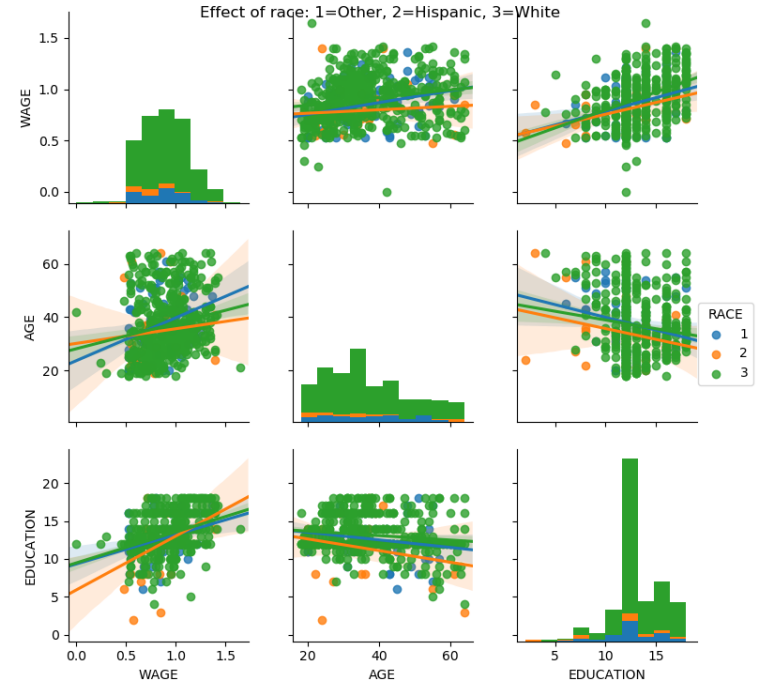 Effect of race: 1=Other, 2=Hispanic, 3=White
1.5
1.0
0.5
0.0
WAGE
60
40
20
AGE
RACE
1
2
3
20
15
10
5
0
EDUCATION
0.0 0.5 1.0 1.5
20 40 60
5 10 15
WAGE AGE EDUCATION